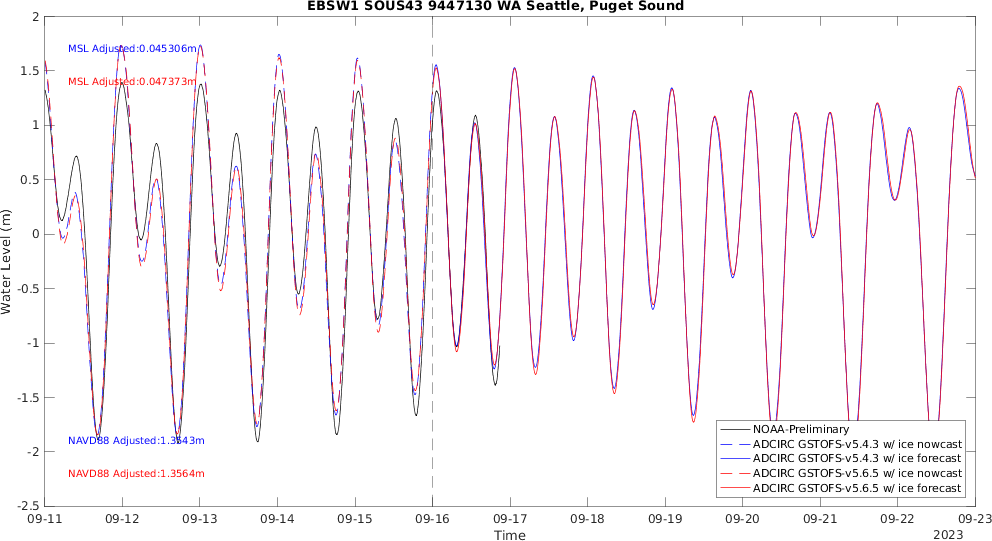 EBSW1 SOUS43 9447130 WA Seattle, Puget Sound
2
1.5
1
0.5
0
-0.5
-1
-1.5
-2
-2.5
Water Level (m)
MSL Adjusted:0.045306m
MSL Adjusted:0.047373m
NAVD88 Adjusted:1.3543m
NAVD88 Adjusted:1.3564m
NOAA-Preliminary
ADCIRC GSTOFS-v5.4.3 w/ ice nowcast
ADCIRC GSTOFS-v5.4.3 w/ ice forecast
ADCIRC GSTOFS-v5.6.5 w/ ice nowcast
ADCIRC GSTOFS-v5.6.5 w/ ice forecast
09-11 09-12 09-13 09-14 09-15 09-16 09-17 09-18 09-19 09-20 09-21 09-22 09-23
Time
2023